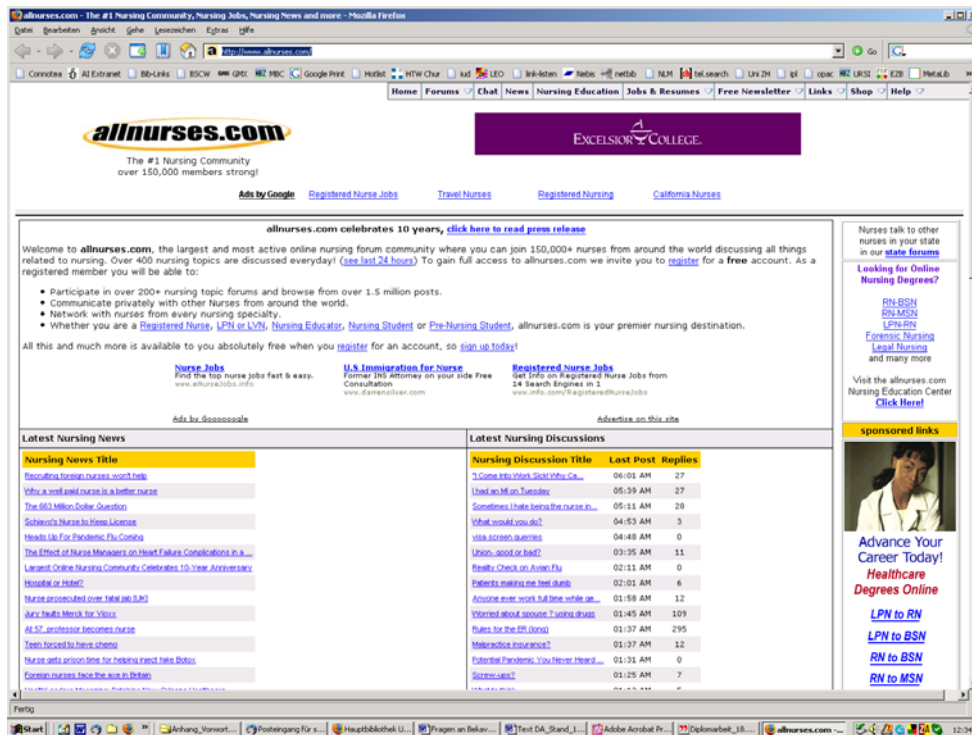 allnurses.com - The #1 Nursing Community, Nursing Jobs, Nursing News and more - Mozilla Firefox
Datei Bearbeiten Ansicht Gehe Lesezeichen Extras Hilfe
http://www.allnurses.com/
Go
Connotea AI Extranet Bib-Links BSCW GMX MBC Google Print Hotlist HTW Chur iud LEO link-listen Nebis netbib NLM tel.search Uni ZH ipl opac URSI EZB MetaLib
Home Forums Chat News Nursing Education Jobs & Resumes Free Newsletter Links Shop Help
allnurses.com
The #1 Nursing Community
over 150,000 members strong!
EXCELSIOR COLLEGE
Ads by Google Registered Nurse Jobs Travel Nurses Registered Nursing California Nurses
allnurses.com celebrates 10 years, click here to read press release
Welcome to allnurses.com, the largest and most active online nursing forum community where you can join 150,000+ nurses from around the world discussing all things
related to nursing. Over 400 nursing topics are discussed everyday! (see last 24 hours) To gain full access to allnurses.com we invite you to register for a free account. As a
registered member you will be able to:
Participate in over 200+ nursing topic forums and browse from over 1.5 million posts.
Communicate privately with other Nurses from around the world.
Network with nurses from every nursing specialty.
Whether you are a Registered Nurse, LPN or LVN, Nursing Educator, Nursing Student or Pre-Nursing Student, allnurses.com is your premier nursing destination.
All this and much more is available to you absolutely free when you register for an account, so sign up today!
Nurse Jobs
Find the top nurse jobs fast & easy.
www.eNurseJobs.info
U.S Immigration for Nurse
Former INS Attorney on your side Free
Consultation
www.darrensilver.com
Registered Nurse Jobs
Get Info on Registered Nurse Jobs from
14 Search Engines in 1
www.info.com/RegisteredNurseJobs
Ads by Goooooogle
Advertise on this site
Latest Nursing News
Nursing News Title
Recruiting foreign nurses won't help
Why a well paid nurse is a better nurse
The 663 Million Dollar Question
Schiavo's Nurse to Keep License
Heads Up For Pandemic Flu Coming
The Effect of Nurse Managers on Heart Failure Complications in a ...
Largest Online Nursing Community Celebrates 10-Year Anniversary
Hospital or Hotel?
Nurse prosecuted over fatal jab [UK]
Jury faults Merck for Vioxx
At 57, professor becomes nurse
Teen forced to have chemo
Nurse gets prison time for helping inject fake Botox
Foreign nurses face the axe in Britain
Latest Nursing Discussions
Nursing Discussion Title Last Post Replies
"I Come Into Work Sick! Why Ca... 06:01 AM 27
I had an MI on Tuesday 05:39 AM 27
Sometimes I hate being the nurse in... 05:11 AM 28
What would you do? 04:53 AM 3
visa screen querries 04:48 AM 0
Union- good or bad? 03:35 AM 11
Reality Check on Avian Flu 02:11 AM 0
Patients making me feel dumb 02:01 AM 6
Anyone ever work full time while ge... 01:58 AM 12
Worried about spouse ? using drugs 01:45 AM 109
Rules for the ER (long) 01:37 AM 295
Malpractice insurance? 01:37 AM 12
Potential Pandemic You Never Heard ... 01:31 AM 0
Screw-ups? 01:25 AM 7
Nurses talk to other
nurses in your state
in our state forums
Looking for Online
Nursing Degrees?
RN-BSN
RN-MSN
LPN-RN
Forensic Nursing
Legal Nursing
and many more
Visit the allnurses.com
Nursing Education Center
Click Here!
sponsored links
Advance Your
Career Today!
Healthcare
Degrees Online
LPN to RN
LPN to BSN
RN to BSN
RN to MSN
Fertig
Start Anhang_Vorwort... Posteingang für s... Hauptbibliothek U... Fragen an Bekav... Text DA_Stand_1... Adobe Acrobat Pr... Diplomarbeit_18.... allnurses.com -... 12:34